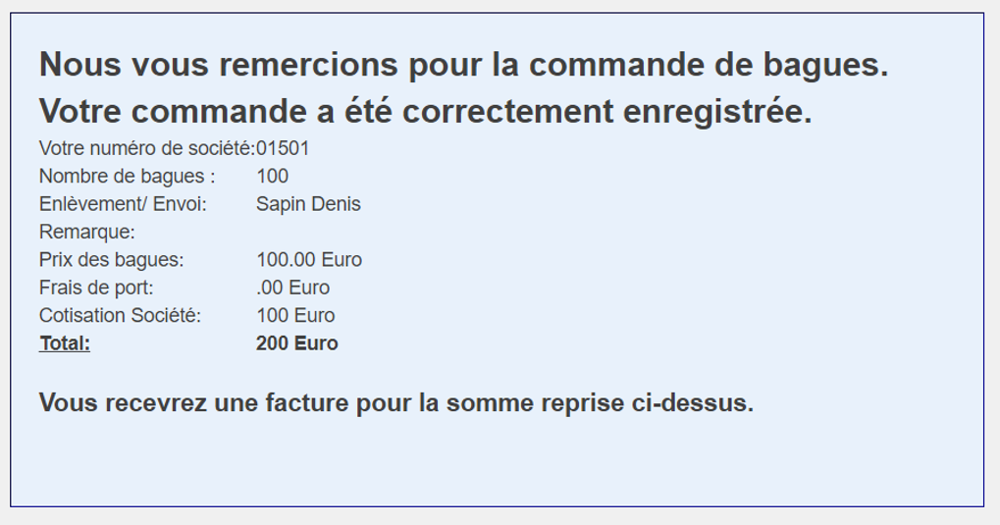 Nous vous remercions pour la commande de bagues.
Votre commande a été correctement enregistrée.
Votre numéro de société:01501
Nombre de bagues : 100
Enlèvement/ Envoi: Sapin Denis
Remarque:
Prix des bagues: 100.00 Euro
Frais de port: .00 Euro
Cotisation Société: 100 Euro
Total: 200 Euro
Vous recevrez une facture pour la somme reprise ci-dessus.